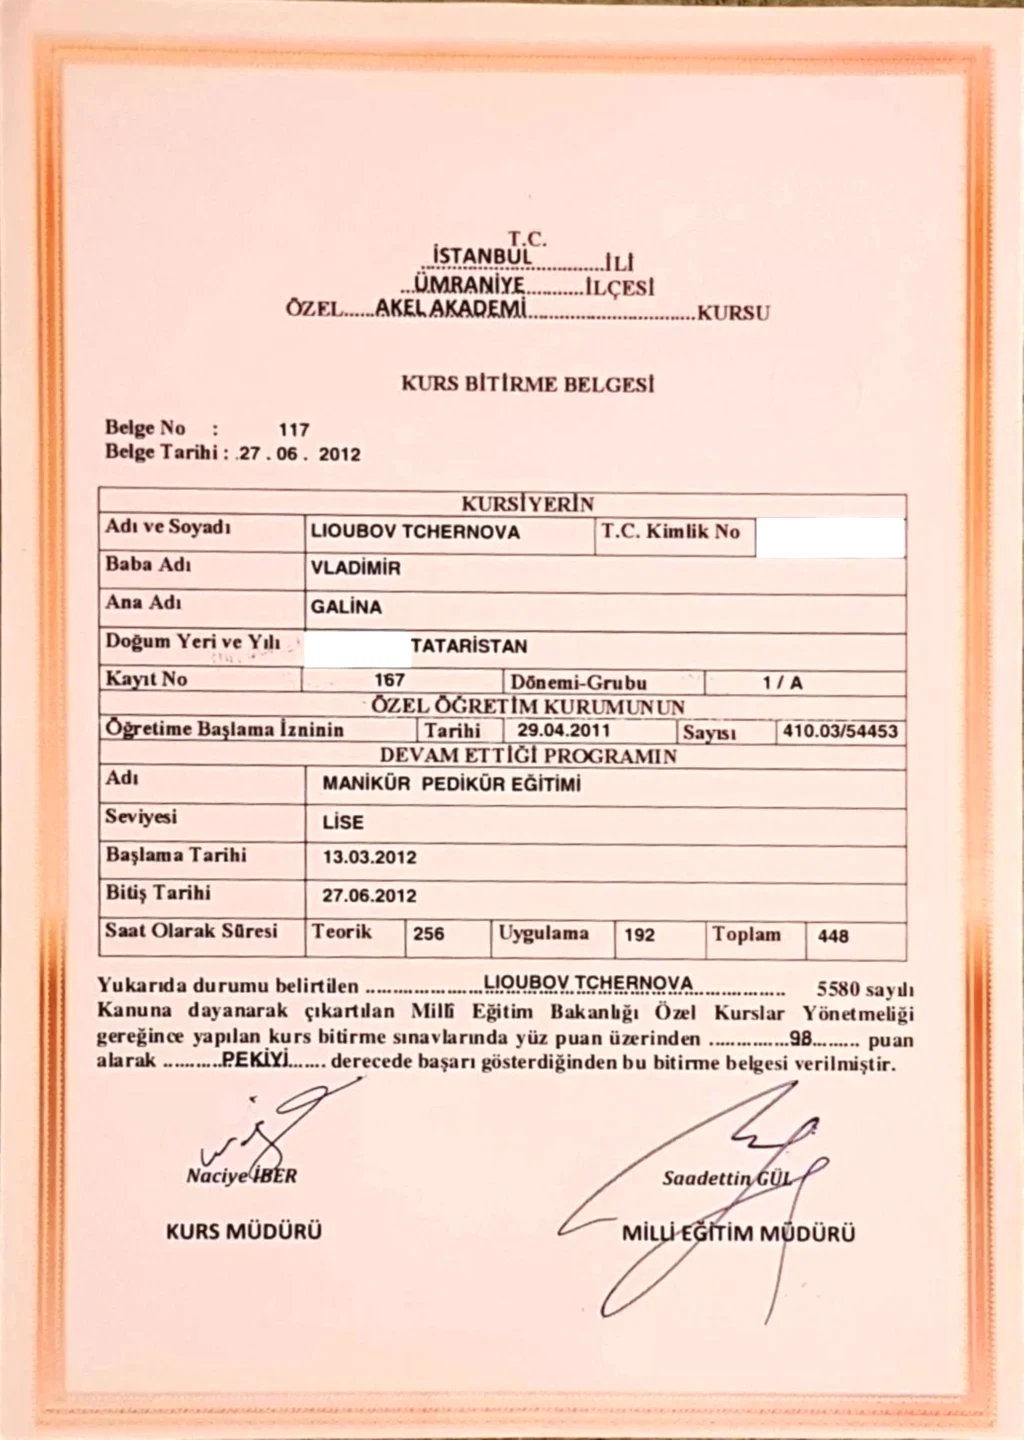 T.C.
İSTANBUL............İLİ
...ÜMRANİYE..........İLÇESİ
ÖZEL......AKEL AKADEMİ.................................KURSU
KURS BİTİRME BELGESİ
Belge No : 117
Belge Tarihi : .27 . 06 . 2012
KURSİYERİN
Adı ve Soyadı LIOUBOV TCHERNOVA T.C. Kimlik No
Baba Adı VLADİMİR
Ana Adı GALİNA
Doğum Yeri ve Yılı TATARİSTAN
Kayıt No 167 Dönemi-Grubu 1 / A
ÖZEL ÖĞRETİM KURUMUNUN
Öğretime Başlama İzninin Tarihi 29.04.2011 Sayısı 410.03/54453
DEVAM ETTİĞİ PROGRAMIN
Adı MANİKÜR PEDİKÜR EĞİTİMİ
Seviyesi LİSE
Başlama Tarihi 13.03.2012
Bitiş Tarihi 27.06.2012
Saat Olarak Süresi Teorik 256 Uygulama 192 Toplam 448
Yukarıda durumu belirtilen .....................LIOUBOV TCHERNOVA................ 5580 sayılı
Kanuna dayanarak çıkartılan Millî Eğitim Bakanlığı Özel Kurslar Yönetmeliği
gereğince yapılan kurs bitirme sınavlarında yüz puan üzerinden ..............98........ puan
alarak ..........PEKİYİ....... derecede başarı gösterdiğinden bu bitirme belgesi verilmiştir.
Naciye İBER Saadettin GÜL
KURS MÜDÜRÜ MİLLİ EĞİTİM MÜDÜRÜ